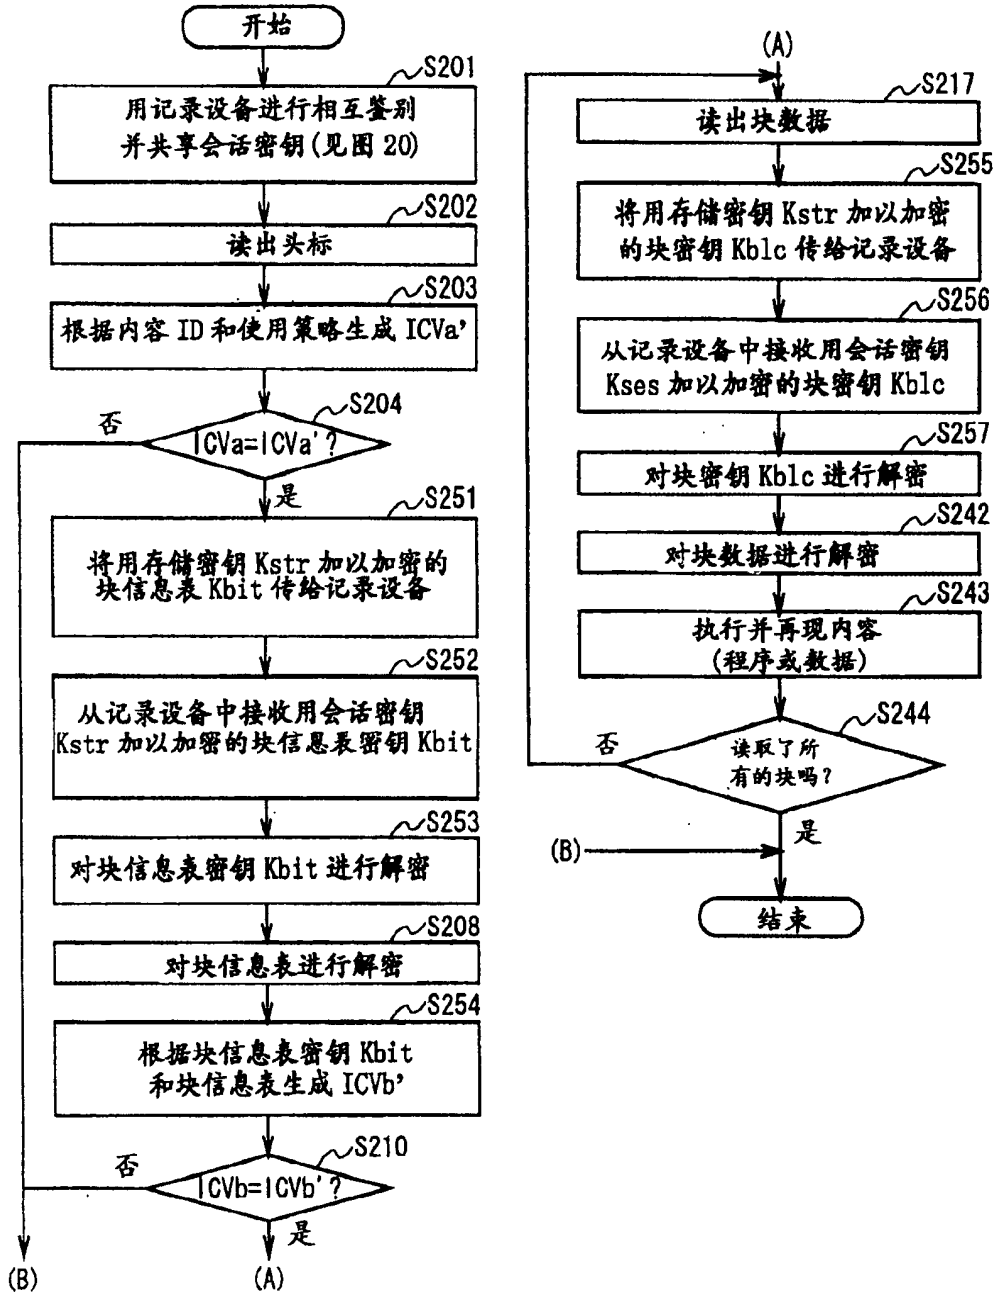 开始
S201
用记录设备进行相互鉴别
并共享会话密钥(见图20)
S202
读出头标
S203
根据内容 ID 和使用策略生成 ICVa'
S204
ICVa=ICVa'?
否
是
S251
将用存储密钥 Kstr 加以加密的
块信息表 Kbit 传给记录设备
S252
从记录设备中接收用会话密钥
Kstr 加以加密的块信息表密钥 Kbit
S253
对块信息表密钥 Kbit 进行解密
S208
对块信息表进行解密
S254
根据块信息表密钥 Kbit
和块信息表生成 ICVb'
S210
ICVb=ICVb'?
否
是
(B)
(A)
(A)
S217
读出块数据
S255
将用存储密钥 Kstr 加以加密
的块密钥 Kblc 传给记录设备
S256
从记录设备中接收用会话密钥
Kses 加以加密的块密钥 Kblc
S257
对块密钥 Kblc 进行解密
S242
对块数据进行解密
S243
执行并再现内容
(程序或数据)
S244
读取了所
有的块吗?
否
是
(B)
结束